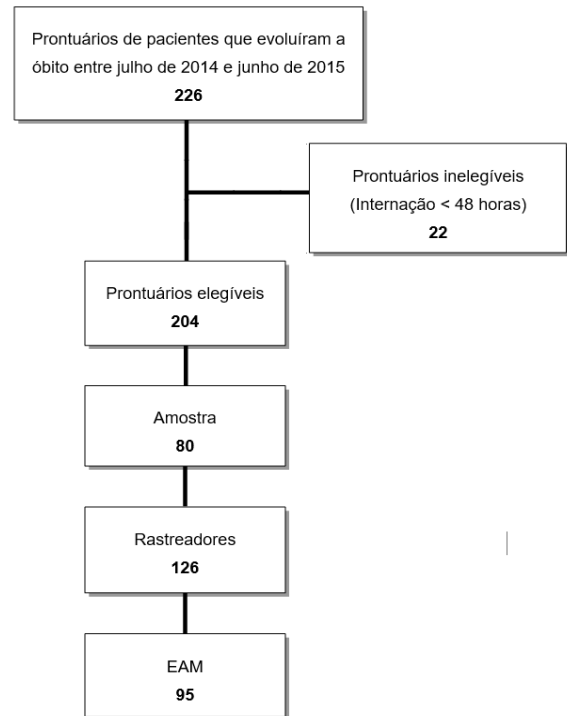 Prontuários de pacientes que evoluíram a
óbito entre julho de 2014 e junho de 2015
226
Prontuários inelegíveis
(Internação < 48 horas)
22
Prontuários elegíveis
204
Amostra
80
Rastreadores
126
EAM
95